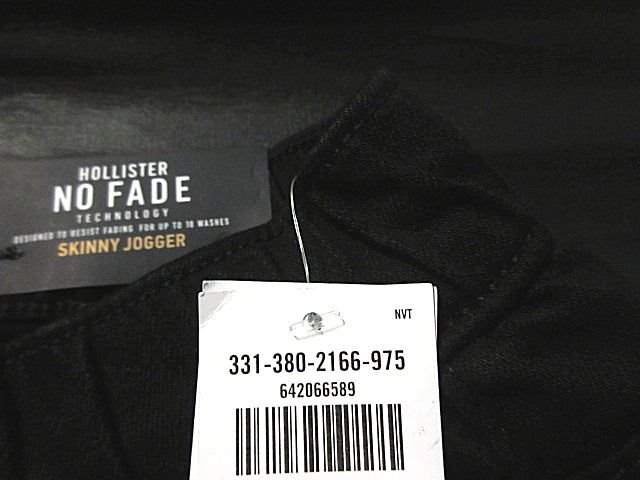 HOLLISTER
NO FADE
TECHNOLOGY
DESIGNED TO RESIST FADING FOR UP TO 10 WASHES
SKINNY JOGGER
NVT
331-380-2166-975
642066589